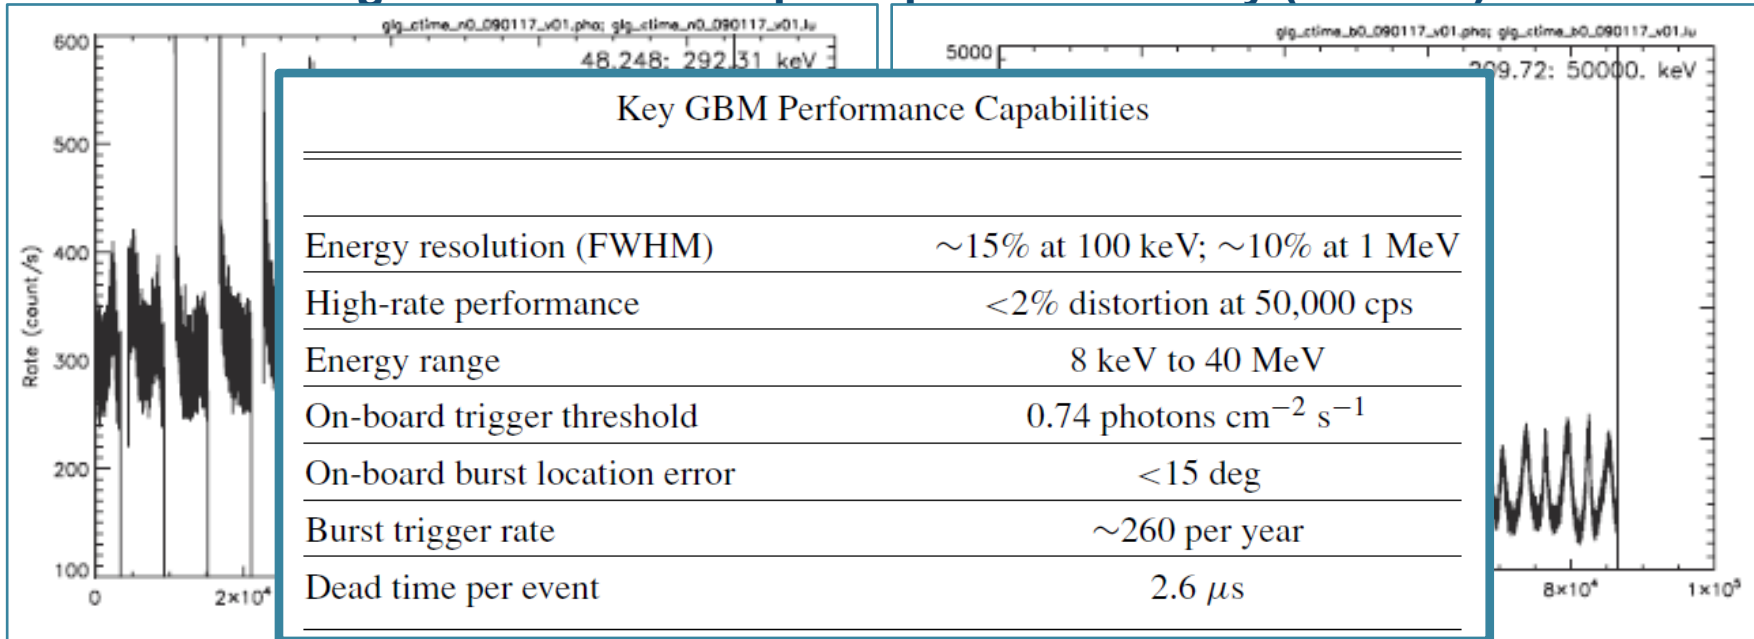 glg_ctime_n0_090117_v01.pha; glg_ctime_n0_090117_v01.lu
48.248: 292.31 keV
600
500
400
300
200
100
Rate (count/s)
0
2×10⁴
glg_ctime_b0_090117_v01.pha; glg_ctime_b0_090117_v01.lu
09.72: 50000. keV
5000
8×10⁴
1×10⁵
Key GBM Performance Capabilities
Energy resolution (FWHM) ∼15% at 100 keV; ∼10% at 1 MeV
High-rate performance <2% distortion at 50,000 cps
Energy range 8 keV to 40 MeV
On-board trigger threshold 0.74 photons cm⁻² s⁻¹
On-board burst location error <15 deg
Burst trigger rate ∼260 per year
Dead time per event 2.6 μs